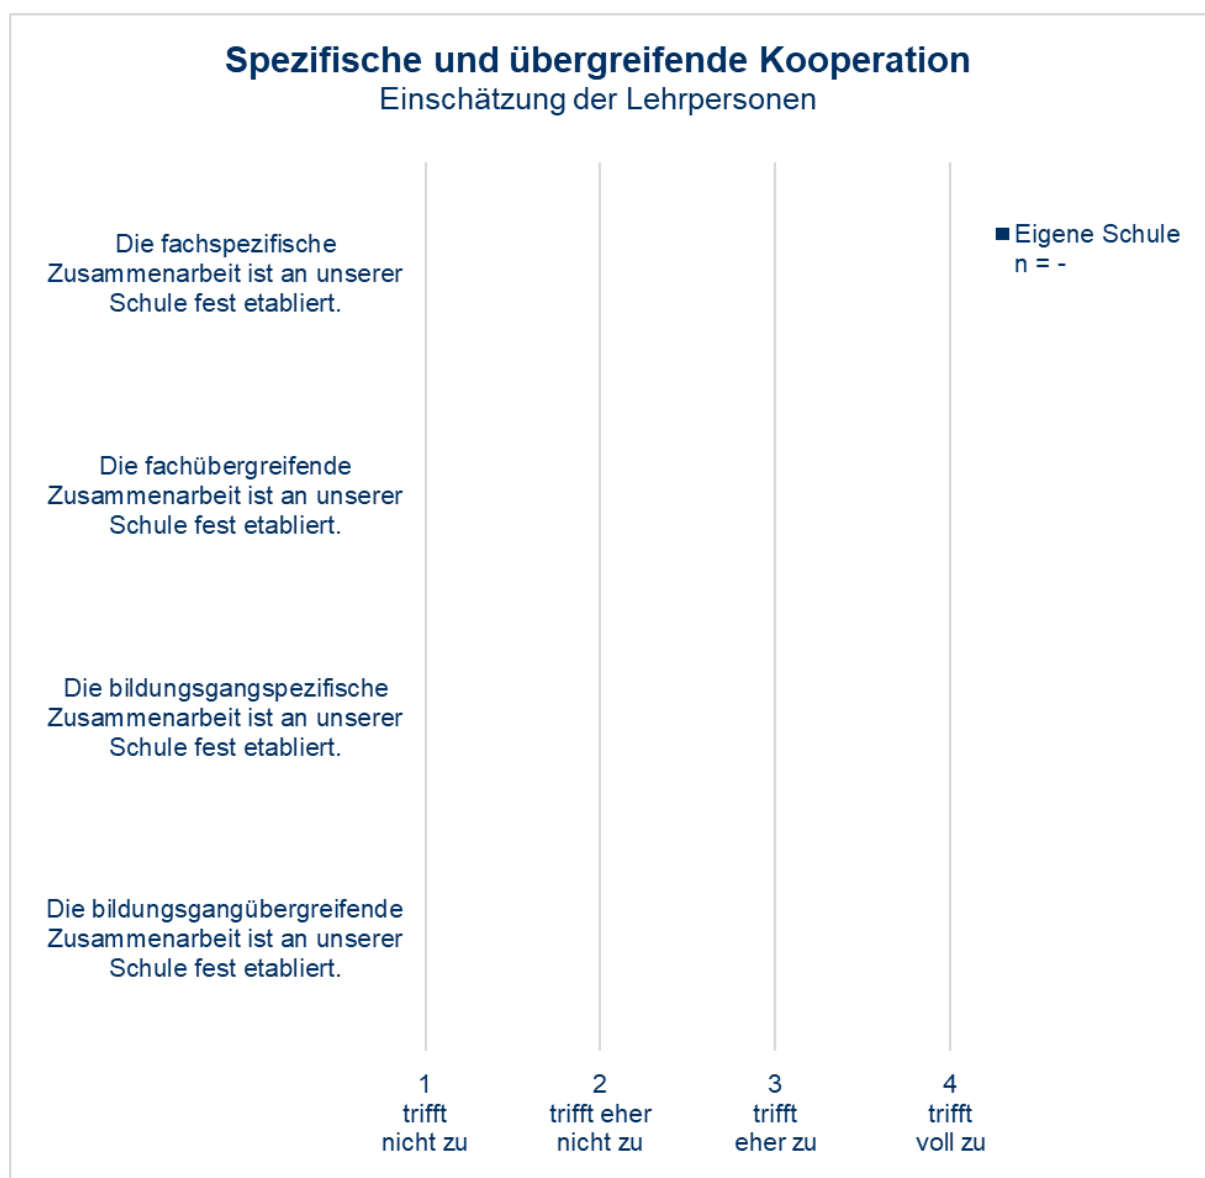 Spezifische und übergreifende Kooperation
Einschätzung der Lehrpersonen
Die fachspezifische
Zusammenarbeit ist an unserer
Schule fest etabliert.
Eigene Schule
n = -
Die fachübergreifende
Zusammenarbeit ist an unserer
Schule fest etabliert.
Die bildungsgangspezifische
Zusammenarbeit ist an unserer
Schule fest etabliert.
Die bildungsgangübergreifende
Zusammenarbeit ist an unserer
Schule fest etabliert.
1
trifft
nicht zu
2
trifft eher
nicht zu
3
trifft
eher zu
4
trifft
voll zu